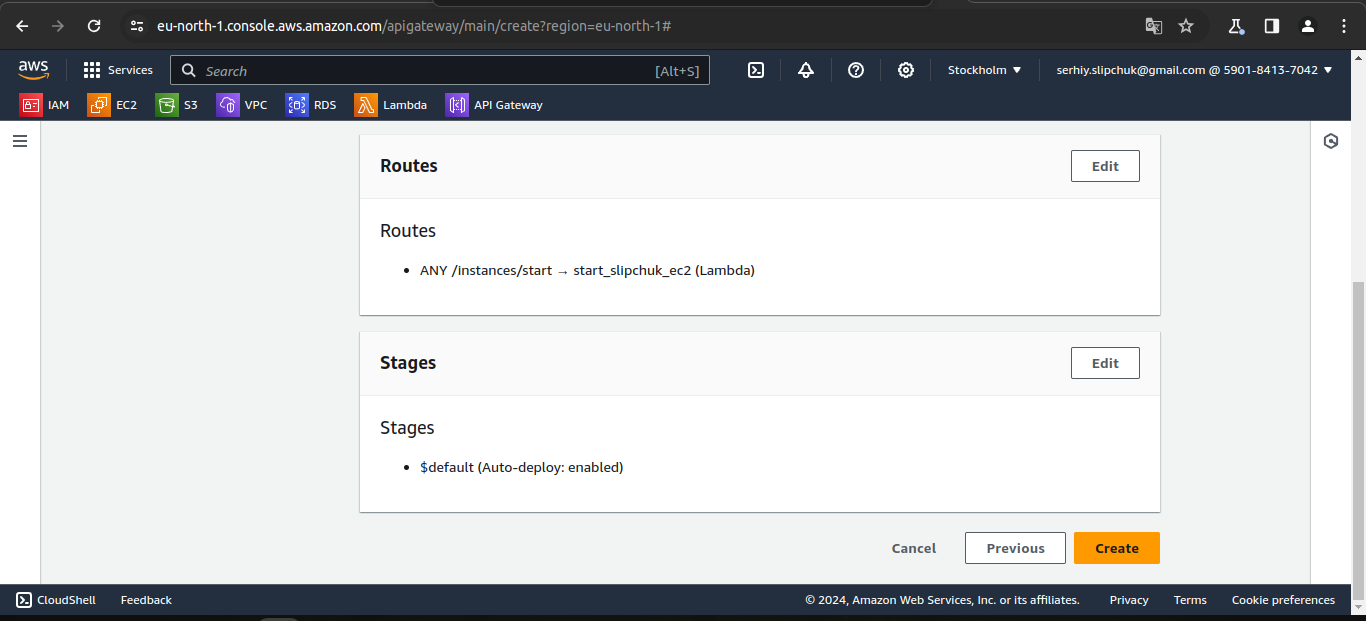 eu-north-1.console.aws.amazon.com/apigateway/main/create?region=eu-north-1#
aws Services Search [Alt+S] Stockholm serhiy.slipchuk@gmail.com @ 5901-8413-7042
IAM EC2 S3 VPC RDS Lambda API Gateway
Routes Edit
Routes
• ANY /instances/start → start_slipchuk_ec2 (Lambda)
Stages Edit
Stages
• $default (Auto-deploy: enabled)
Cancel Previous Create
CloudShell Feedback © 2024, Amazon Web Services, Inc. or its affiliates. Privacy Terms Cookie preferences